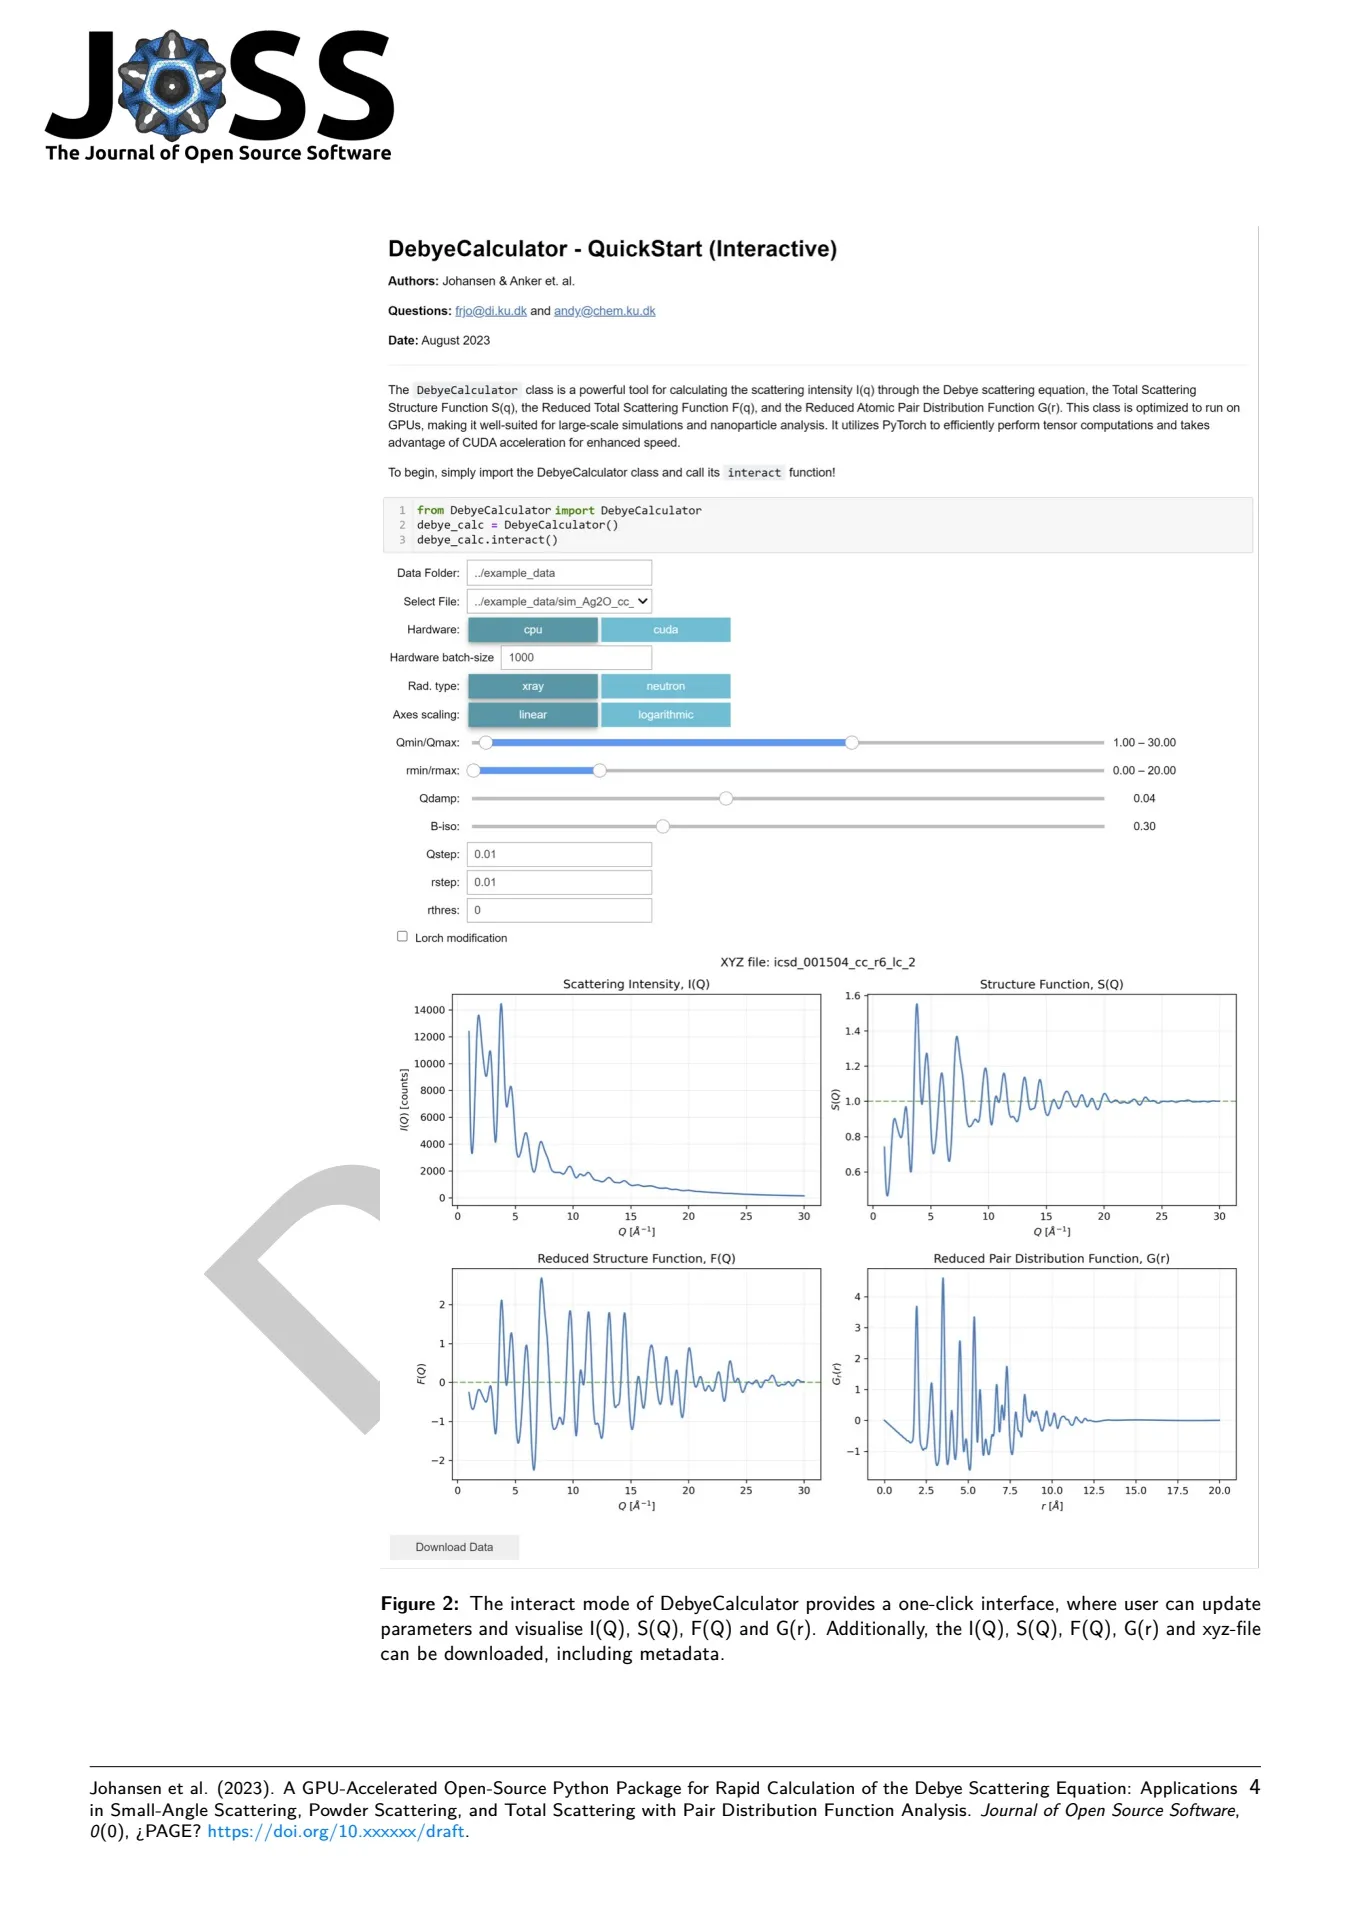 JOSS
The Journal of Open Source Software
DebyeCalculator - QuickStart (Interactive)
Authors: Johansen & Anker et. al.
Questions: frjo@di.ku.dk and andy@chem.ku.dk
Date: August 2023
The DebyeCalculator class is a powerful tool for calculating the scattering intensity I(q) through the Debye scattering equation, the Total Scattering
Structure Function S(q), the Reduced Total Scattering Function F(q), and the Reduced Atomic Pair Distribution Function G(r). This class is optimized to run on
GPUs, making it well-suited for large-scale simulations and nanoparticle analysis. It utilizes PyTorch to efficiently perform tensor computations and takes
advantage of CUDA acceleration for enhanced speed.
To begin, simply import the DebyeCalculator class and call its interact function!
1 from DebyeCalculator import DebyeCalculator
2 debye_calc = DebyeCalculator()
3 debye_calc.interact()
Data Folder: ../example_data
Select File: ../example_data/sim_Ag2O_cc_
Hardware: cpu cuda
Hardware batch-size 1000
Rad. type: xray neutron
Axes scaling: linear logarithmic
Qmin/Qmax: 1.00 – 30.00
rmin/rmax: 0.00 – 20.00
Qdamp: 0.04
B-iso: 0.30
Qstep: 0.01
rstep: 0.01
rthres: 0
Lorch modification
XYZ file: icsd_001504_cc_r6_lc_2
Scattering Intensity, I(Q)
I(Q) [counts]
14000
12000
10000
8000
6000
4000
2000
0
0 5 10 15 20 25 30
Q [Å⁻¹]
Structure Function, S(Q)
S(Q)
1.6
1.4
1.2
1.0
0.8
0.6
0 5 10 15 20 25 30
Q [Å⁻¹]
Reduced Structure Function, F(Q)
F(Q)
2
1
0
−1
−2
0 5 10 15 20 25 30
Q [Å⁻¹]
Reduced Pair Distribution Function, G(r)
Gᵣ(r)
4
3
2
1
0
−1
0.0 2.5 5.0 7.5 10.0 12.5 15.0 17.5 20.0
r [Å]
Download Data
Figure 2: The interact mode of DebyeCalculator provides a one-click interface, where user can update
parameters and visualise I(Q), S(Q), F(Q) and G(r). Additionally, the I(Q), S(Q), F(Q), G(r) and xyz-file
can be downloaded, including metadata.
Johansen et al. (2023). A GPU-Accelerated Open-Source Python Package for Rapid Calculation of the Debye Scattering Equation: Applications 4
in Small-Angle Scattering, Powder Scattering, and Total Scattering with Pair Distribution Function Analysis. Journal of Open Source Software,
0(0), ¿PAGE? https://doi.org/10.xxxxxx/draft.